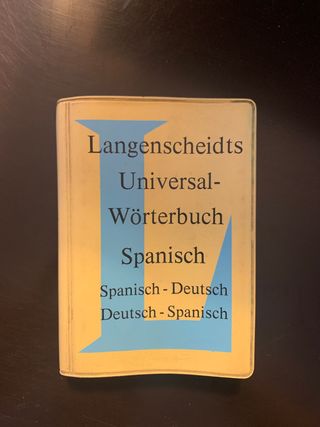 Langenscheidts
Universal-
Wörterbuch
Spanisch
Spanisch - Deutsch
Deutsch - Spanisch